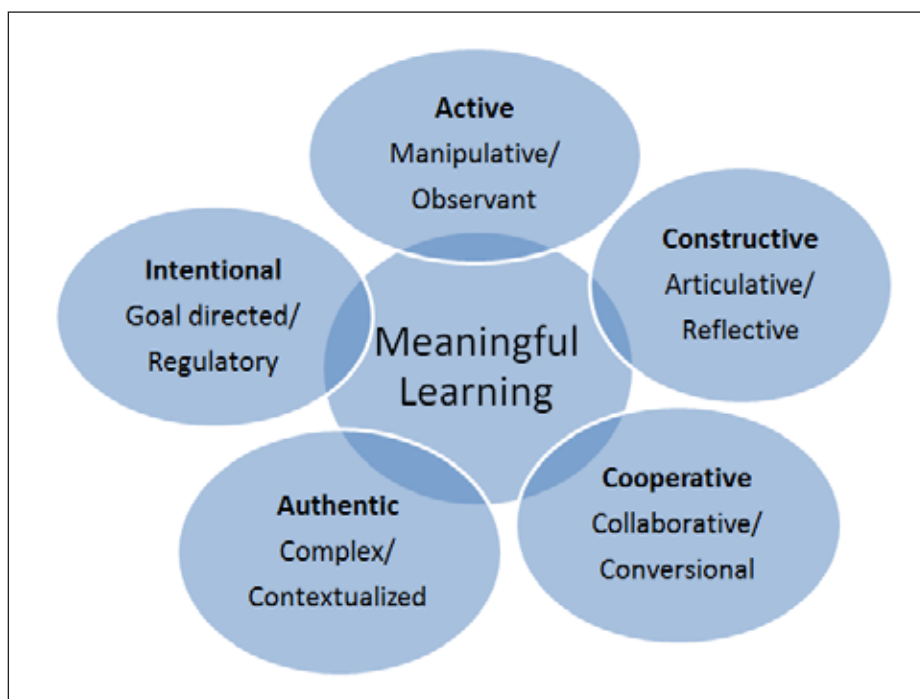 Active
Manipulative/
Observant
Constructive
Articulative/
Reflective
Cooperative
Collaborative/
Conversional
Authentic
Complex/
Contextualized
Intentional
Goal directed/
Regulatory
Meaningful
Learning